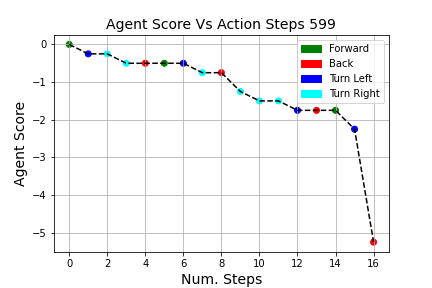 Agent Score Vs Action Steps 599
Forward
Back
Turn Left
Turn Right
Agent Score
0
−1
−2
−3
−4
−5
0 2 4 6 8 10 12 14 16
Num. Steps